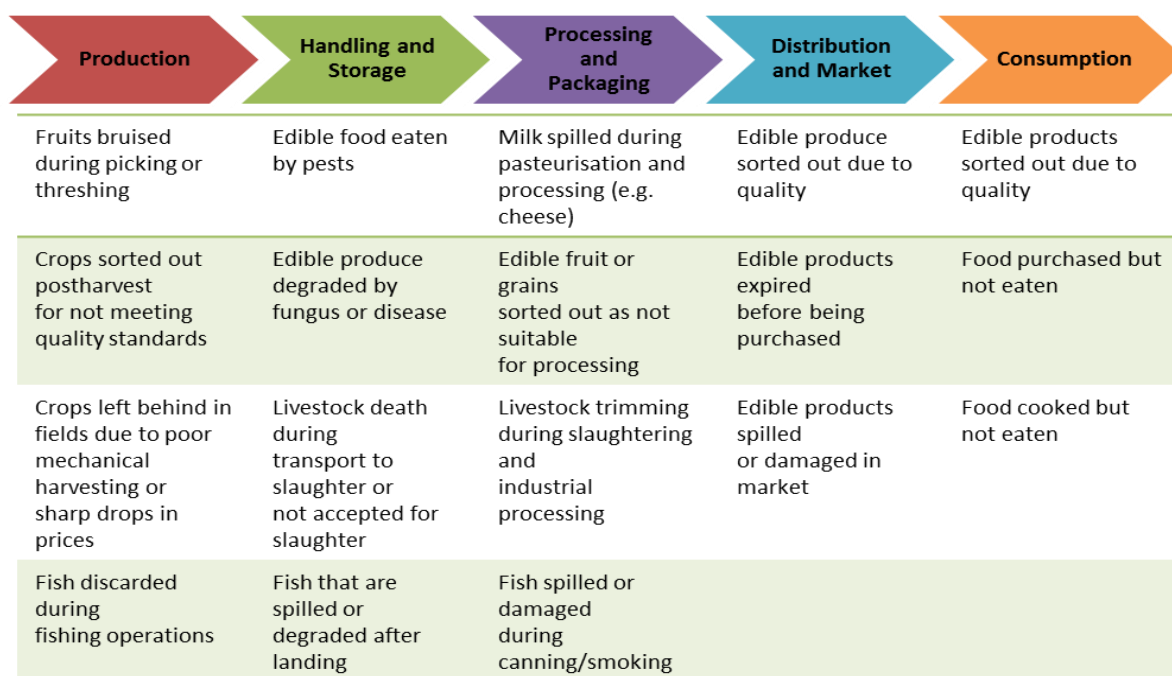 Production
Handling and
Storage
Processing
and
Packaging
Distribution
and Market
Consumption
Fruits bruised
during picking or
threshing
Edible food eaten
by pests
Milk spilled during
pasteurisation and
processing (e.g.
cheese)
Edible produce
sorted out due to
quality
Edible products
sorted out due to
quality
Crops sorted out
postharvest
for not meeting
quality standards
Edible produce
degraded by
fungus or disease
Edible fruit or
grains
sorted out as not
suitable
for processing
Edible products
expired
before being
purchased
Food purchased but
not eaten
Crops left behind in
fields due to poor
mechanical
harvesting or
sharp drops in
prices
Livestock death
during
transport to
slaughter or
not accepted for
slaughter
Livestock trimming
during slaughtering
and
industrial
processing
Edible products
spilled
or damaged in
market
Food cooked but
not eaten
Fish discarded
during
fishing operations
Fish that are
spilled or
degraded after
landing
Fish spilled or
damaged
during
canning/smoking